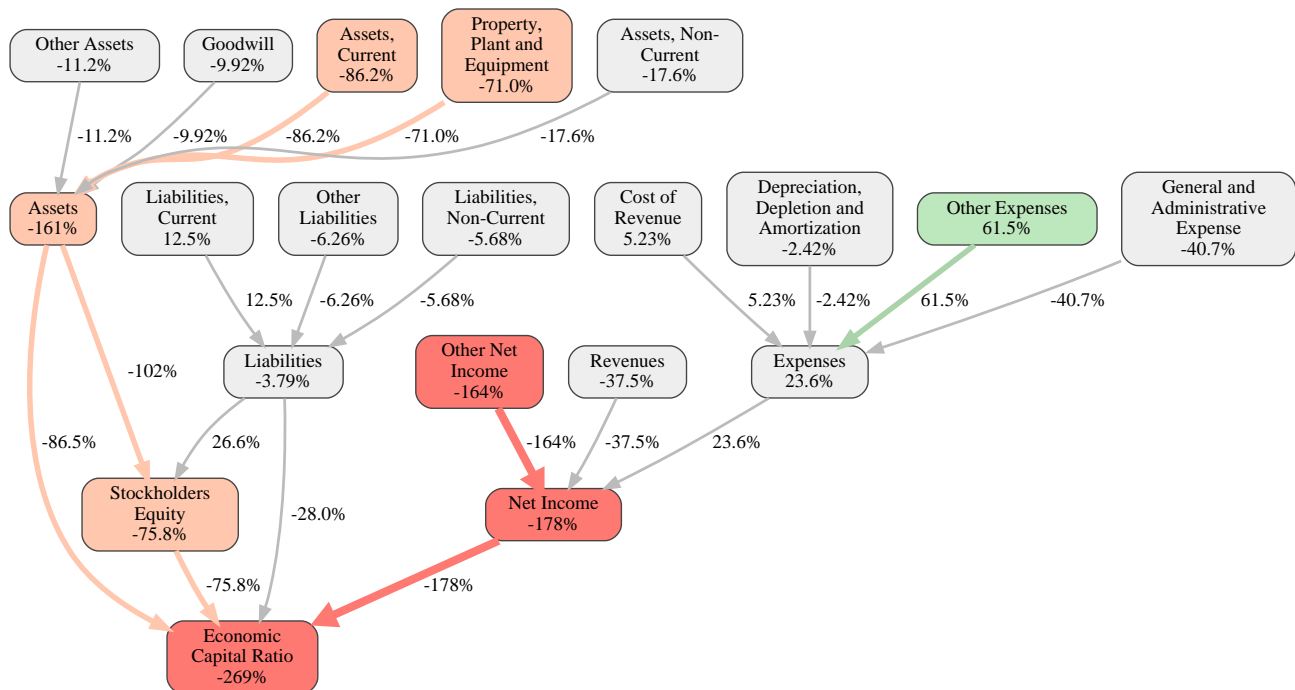 Other Assets
-11.2%
Goodwill
-9.92%
Assets,
Current
-86.2%
Property,
Plant and
Equipment
-71.0%
Assets, Non-
Current
-17.6%
-11.2%
-9.92%
-86.2%
-71.0%
-17.6%
Assets
-161%
Liabilities,
Current
12.5%
Other
Liabilities
-6.26%
Liabilities,
Non-Current
-5.68%
Cost of
Revenue
5.23%
Depreciation,
Depletion and
Amortization
-2.42%
Other Expenses
61.5%
General and
Administrative
Expense
-40.7%
12.5%
-6.26%
-5.68%
5.23%
-2.42%
61.5%
-40.7%
-102%
Liabilities
-3.79%
Other Net
Income
-164%
Revenues
-37.5%
Expenses
23.6%
-86.5%
26.6%
-164%
-37.5%
23.6%
Stockholders
Equity
-75.8%
-28.0%
Net Income
-178%
-75.8%
-178%
Economic
Capital Ratio
-269%